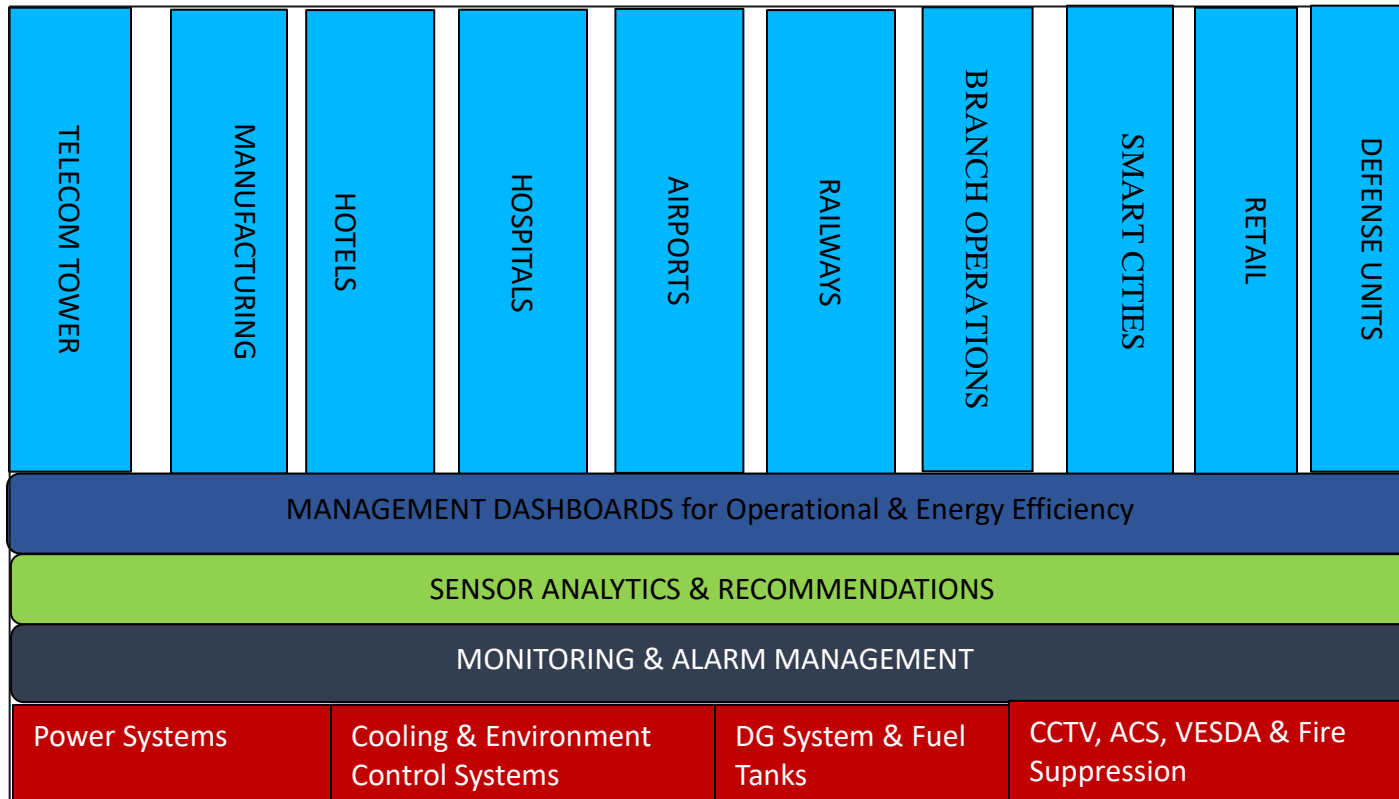 TELECOM TOWER
MANUFACTURING
HOTELS
HOSPITALS
AIRPORTS
RAILWAYS
BRANCH OPERATIONS
SMART CITIES
RETAIL
DEFENSE UNITS
MANAGEMENT DASHBOARDS for Operational & Energy Efficiency
SENSOR ANALYTICS & RECOMMENDATIONS
MONITORING & ALARM MANAGEMENT
Power Systems
Cooling & Environment
Control Systems
DG System & Fuel
Tanks
CCTV, ACS, VESDA & Fire
Suppression